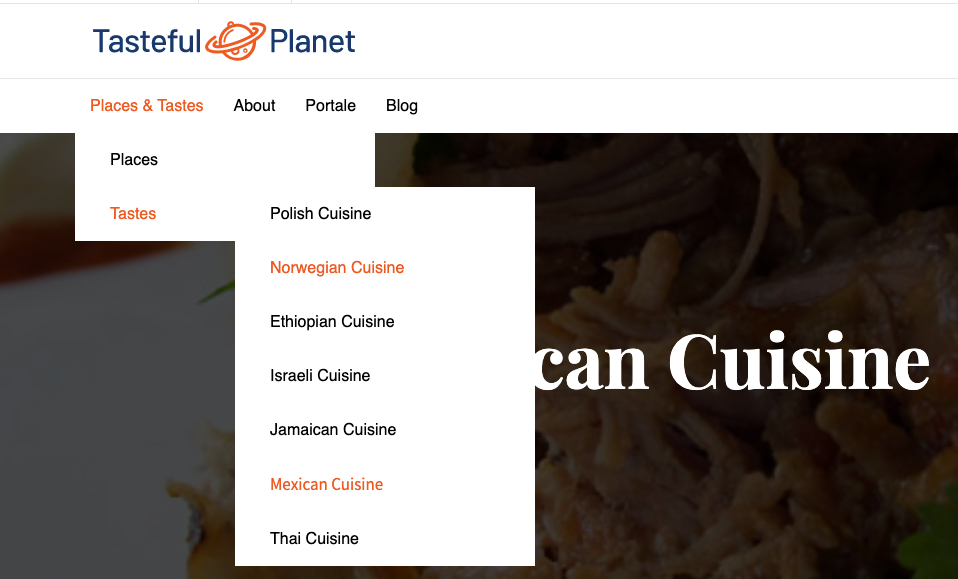 Tasteful Planet
Places & Tastes About Portale Blog
Places
Tastes
Polish Cuisine
Norwegian Cuisine
Ethiopian Cuisine
Israeli Cuisine
can Cuisine
Jamaican Cuisine
Mexican Cuisine
Thai Cuisine